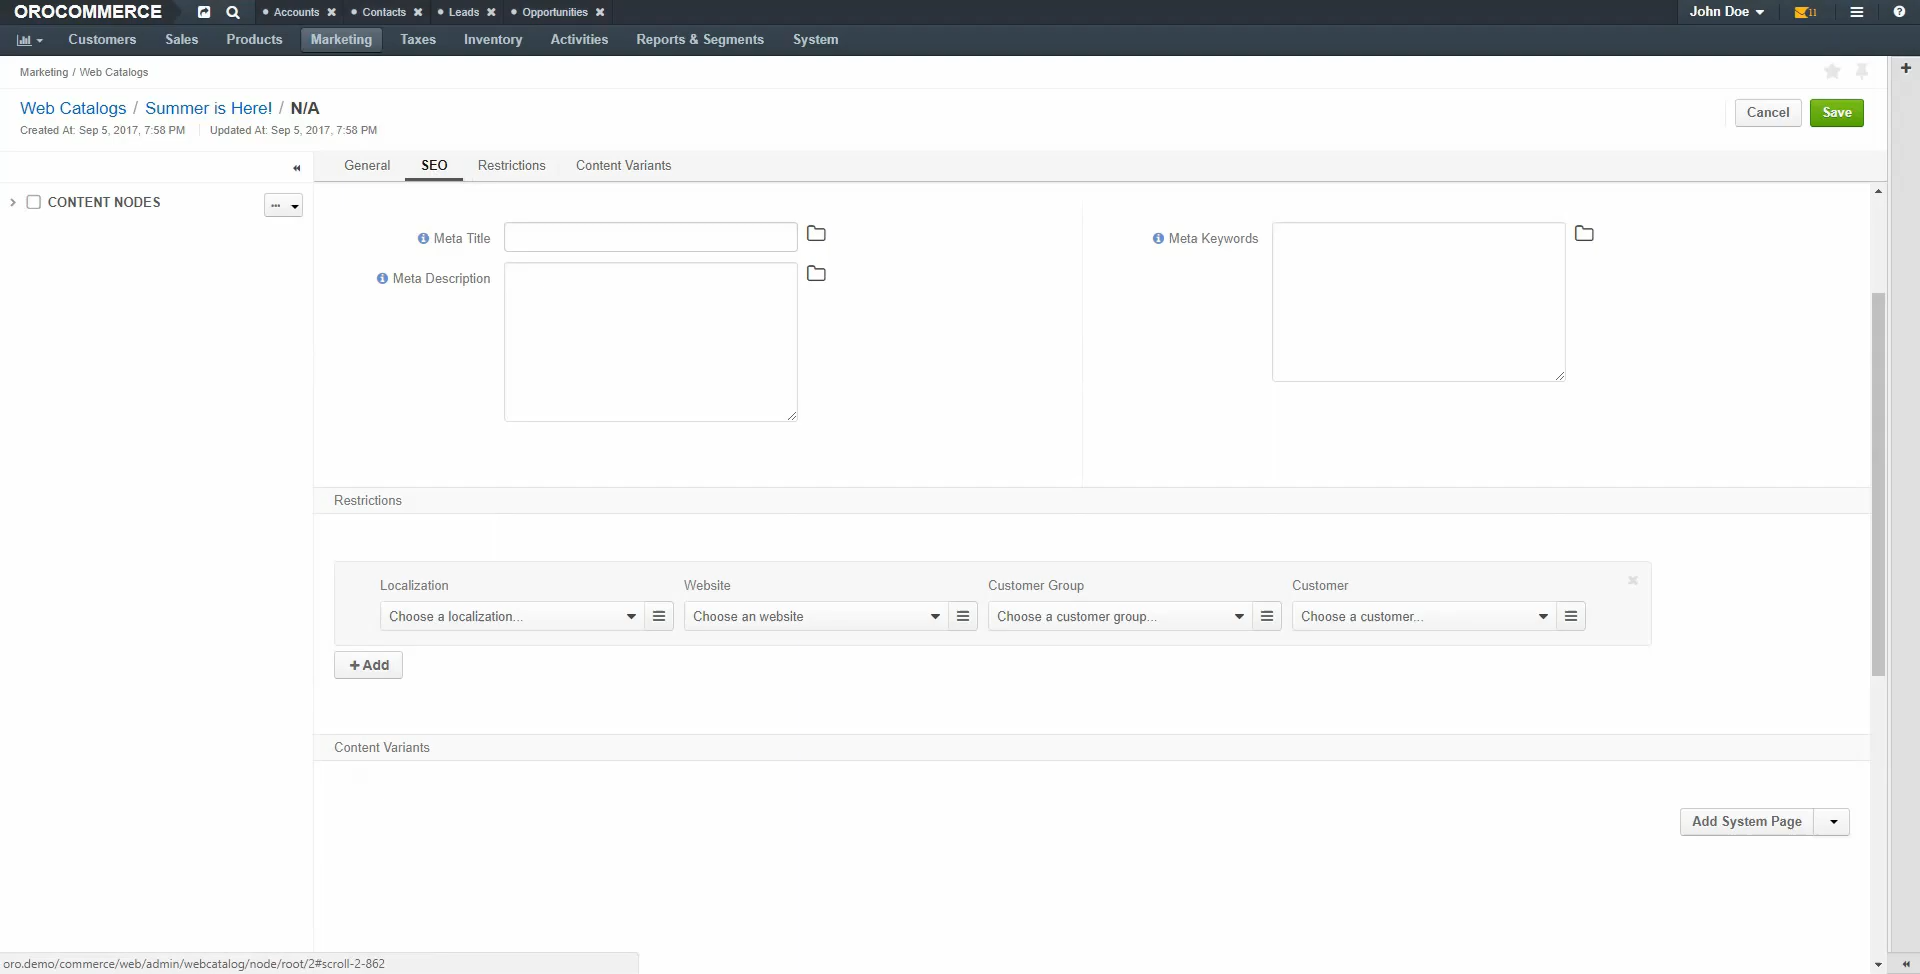 OROCOMMERCE Accounts Contacts Leads Opportunities John Doe 11
Customers Sales Products Marketing Taxes Inventory Activities Reports & Segments System
Marketing / Web Catalogs
Web Catalogs / Summer is Here! / N/A
Cancel Save
Created At: Sep 5, 2017, 7:58 PM Updated At: Sep 5, 2017, 7:58 PM
General SEO Restrictions Content Variants
CONTENT NODES
Meta Title Meta Keywords
Meta Description
Restrictions
Localization Website Customer Group Customer
Choose a localization... Choose an website Choose a customer group... Choose a customer...
+ Add
Content Variants
Add System Page
oro.demo/commerce/web/admin/webcatalog/node/root/2#scroll-2-862